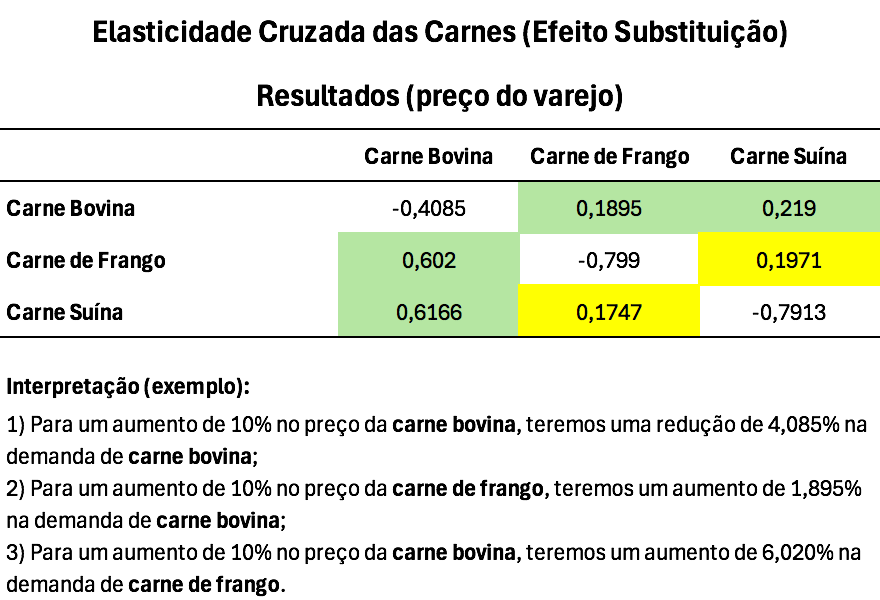 Elasticidade Cruzada das Carnes (Efeito Substituição)
Resultados (preço do varejo)
Carne Bovina Carne de Frango Carne Suína
Carne Bovina -0,4085 0,1895 0,219
Carne de Frango 0,602 -0,799 0,1971
Carne Suína 0,6166 0,1747 -0,7913
Interpretação (exemplo):
1) Para um aumento de 10% no preço da carne bovina, teremos uma redução de 4,085% na
demanda de carne bovina;
2) Para um aumento de 10% no preço da carne de frango, teremos um aumento de 1,895%
na demanda de carne bovina;
3) Para um aumento de 10% no preço da carne bovina, teremos um aumento de 6,020% na
demanda de carne de frango.